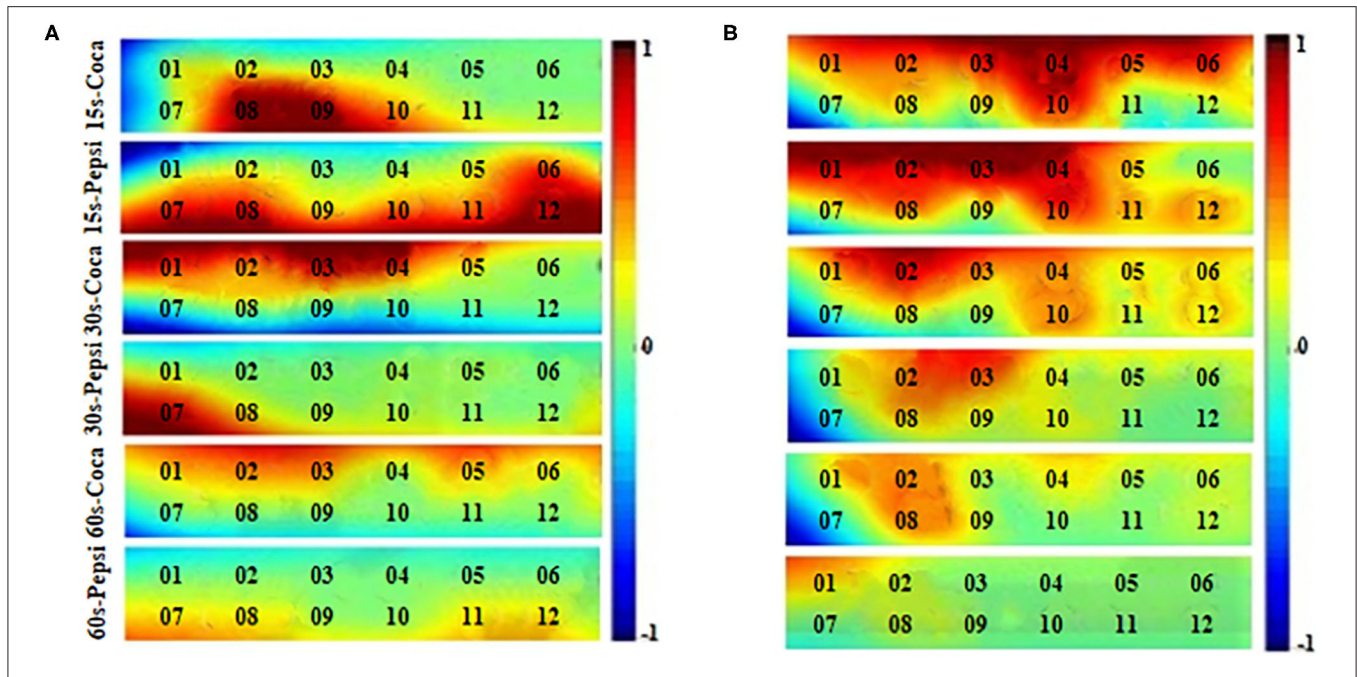 A
B
15s-Coca
01 02 03 04 05 06
07 08 09 10 11 12
15s-Pepsi
01 02 03 04 05 06
07 08 09 10 11 12
30s-Coca
01 02 03 04 05 06
07 08 09 10 11 12
30s-Pepsi
01 02 03 04 05 06
07 08 09 10 11 12
60s-Coca
01 02 03 04 05 06
07 08 09 10 11 12
60s-Pepsi
01 02 03 04 05 06
07 08 09 10 11 12
1
0
-1
01 02 03 04 05 06
07 08 09 10 11 12
01 02 03 04 05 06
07 08 09 10 11 12
01 02 03 04 05 06
07 08 09 10 11 12
01 02 03 04 05 06
07 08 09 10 11 12
01 02 03 04 05 06
07 08 09 10 11 12
01 02 03 04 05 06
07 08 09 10 11 12
1
0
-1